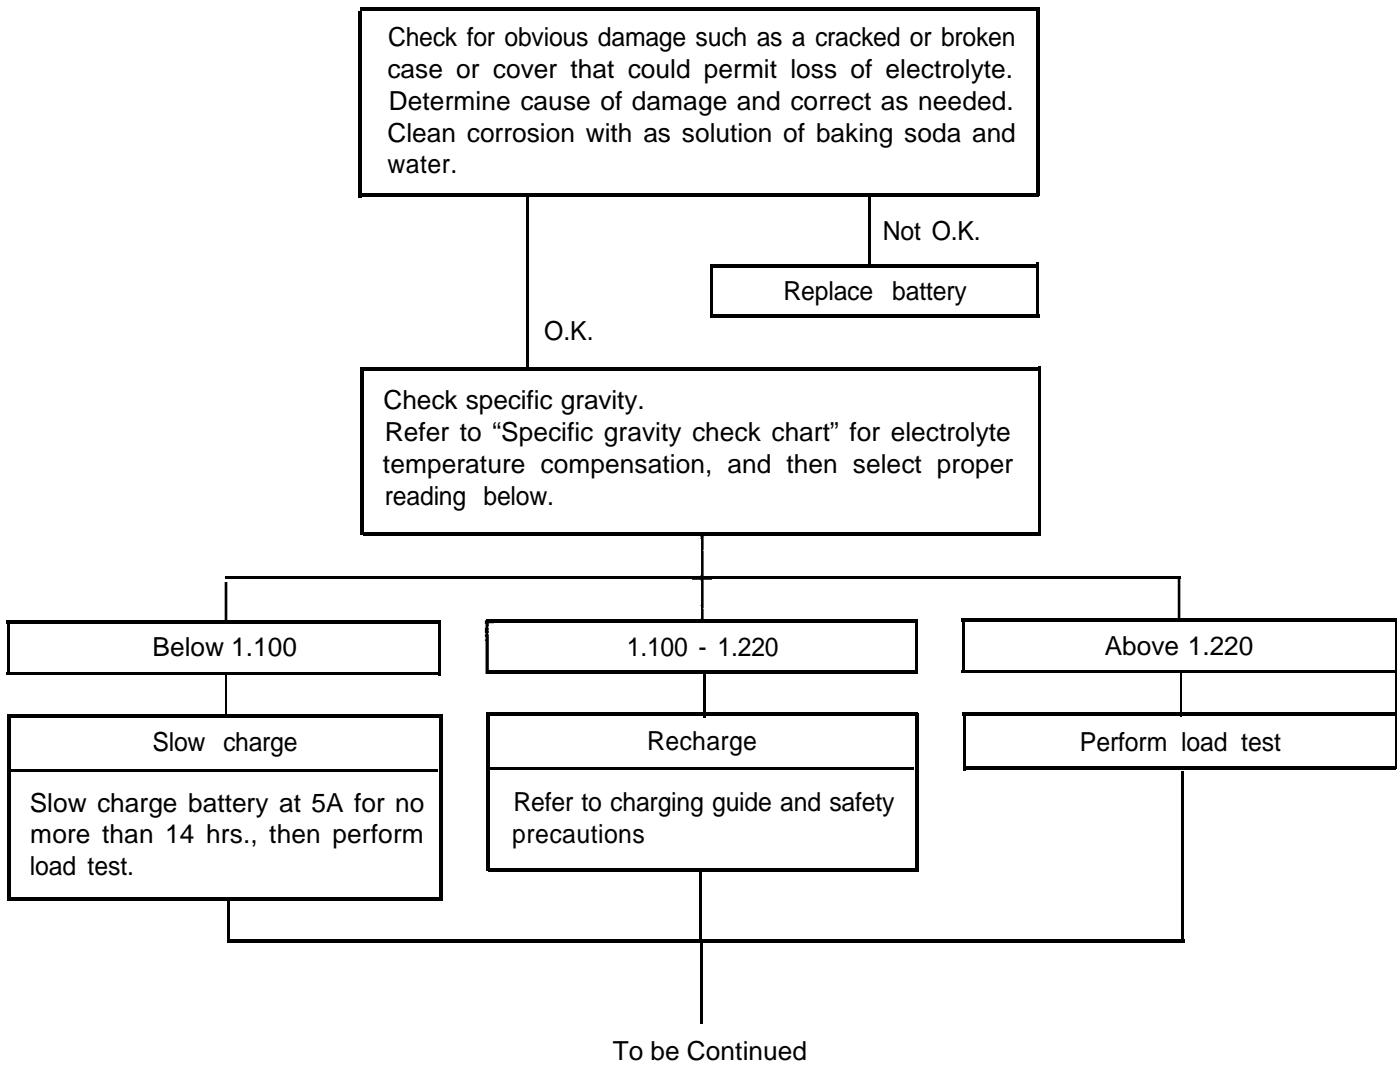 Check for obvious damage such as a cracked or broken
case or cover that could permit loss of electrolyte.
Determine cause of damage and correct as needed.
Clean corrosion with as solution of baking soda and
water.
Not O.K.
Replace battery
O.K.
Check specific gravity.
Refer to “Specific gravity check chart” for electrolyte
temperature compensation, and then select proper
reading below.
Below 1.100
1.100 - 1.220
Above 1.220
Slow charge
Recharge
Perform load test
Slow charge battery at 5A for no
more than 14 hrs., then perform
load test.
Refer to charging guide and safety
precautions
To be Continued